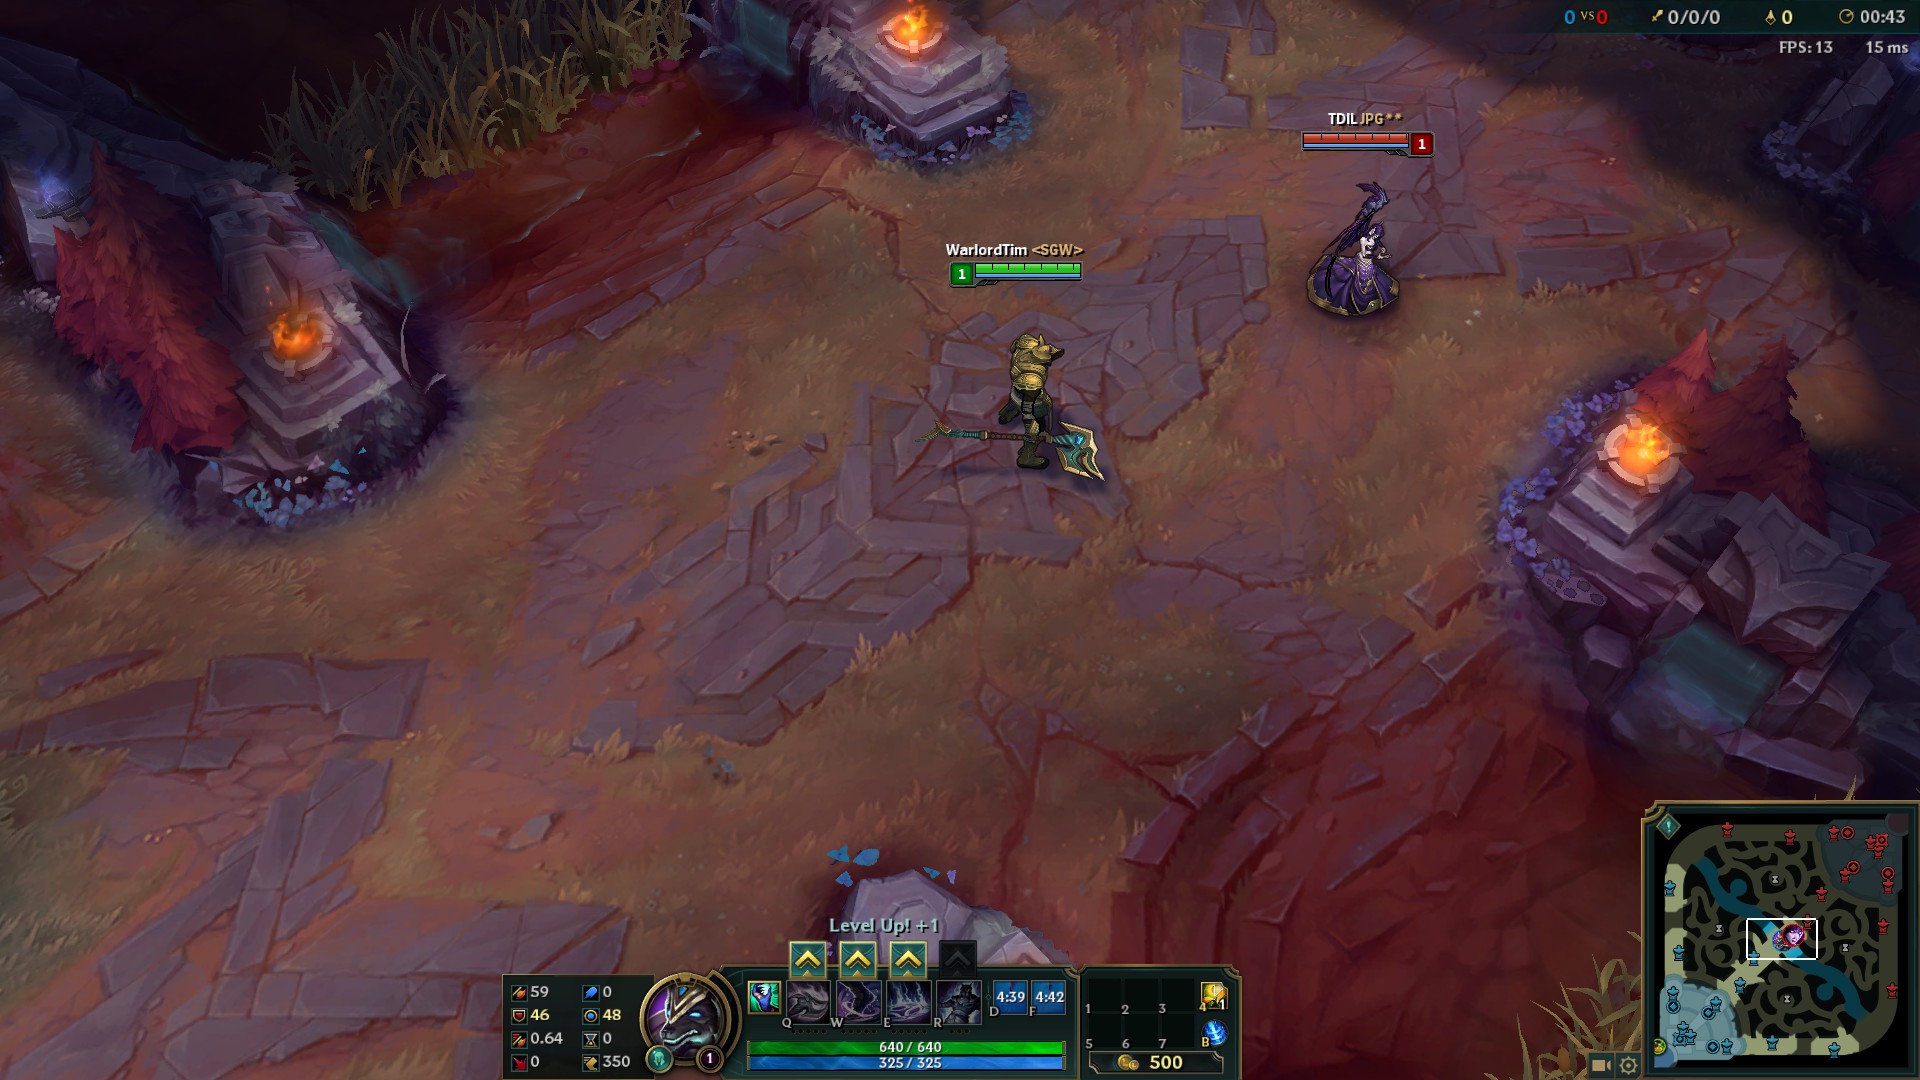 0 vs 0 0/0/0 0 00:43
FPS: 13 15 ms
TDIL JPG**
1
WarlordTim <SGW>
1
Level Up! +1
59 0
46 48
0.64 0
0 350
1
Q W E R
4:39 4:42
D F
1 2 3 4 1
5 6 7 B
640 / 640
325 / 325
500